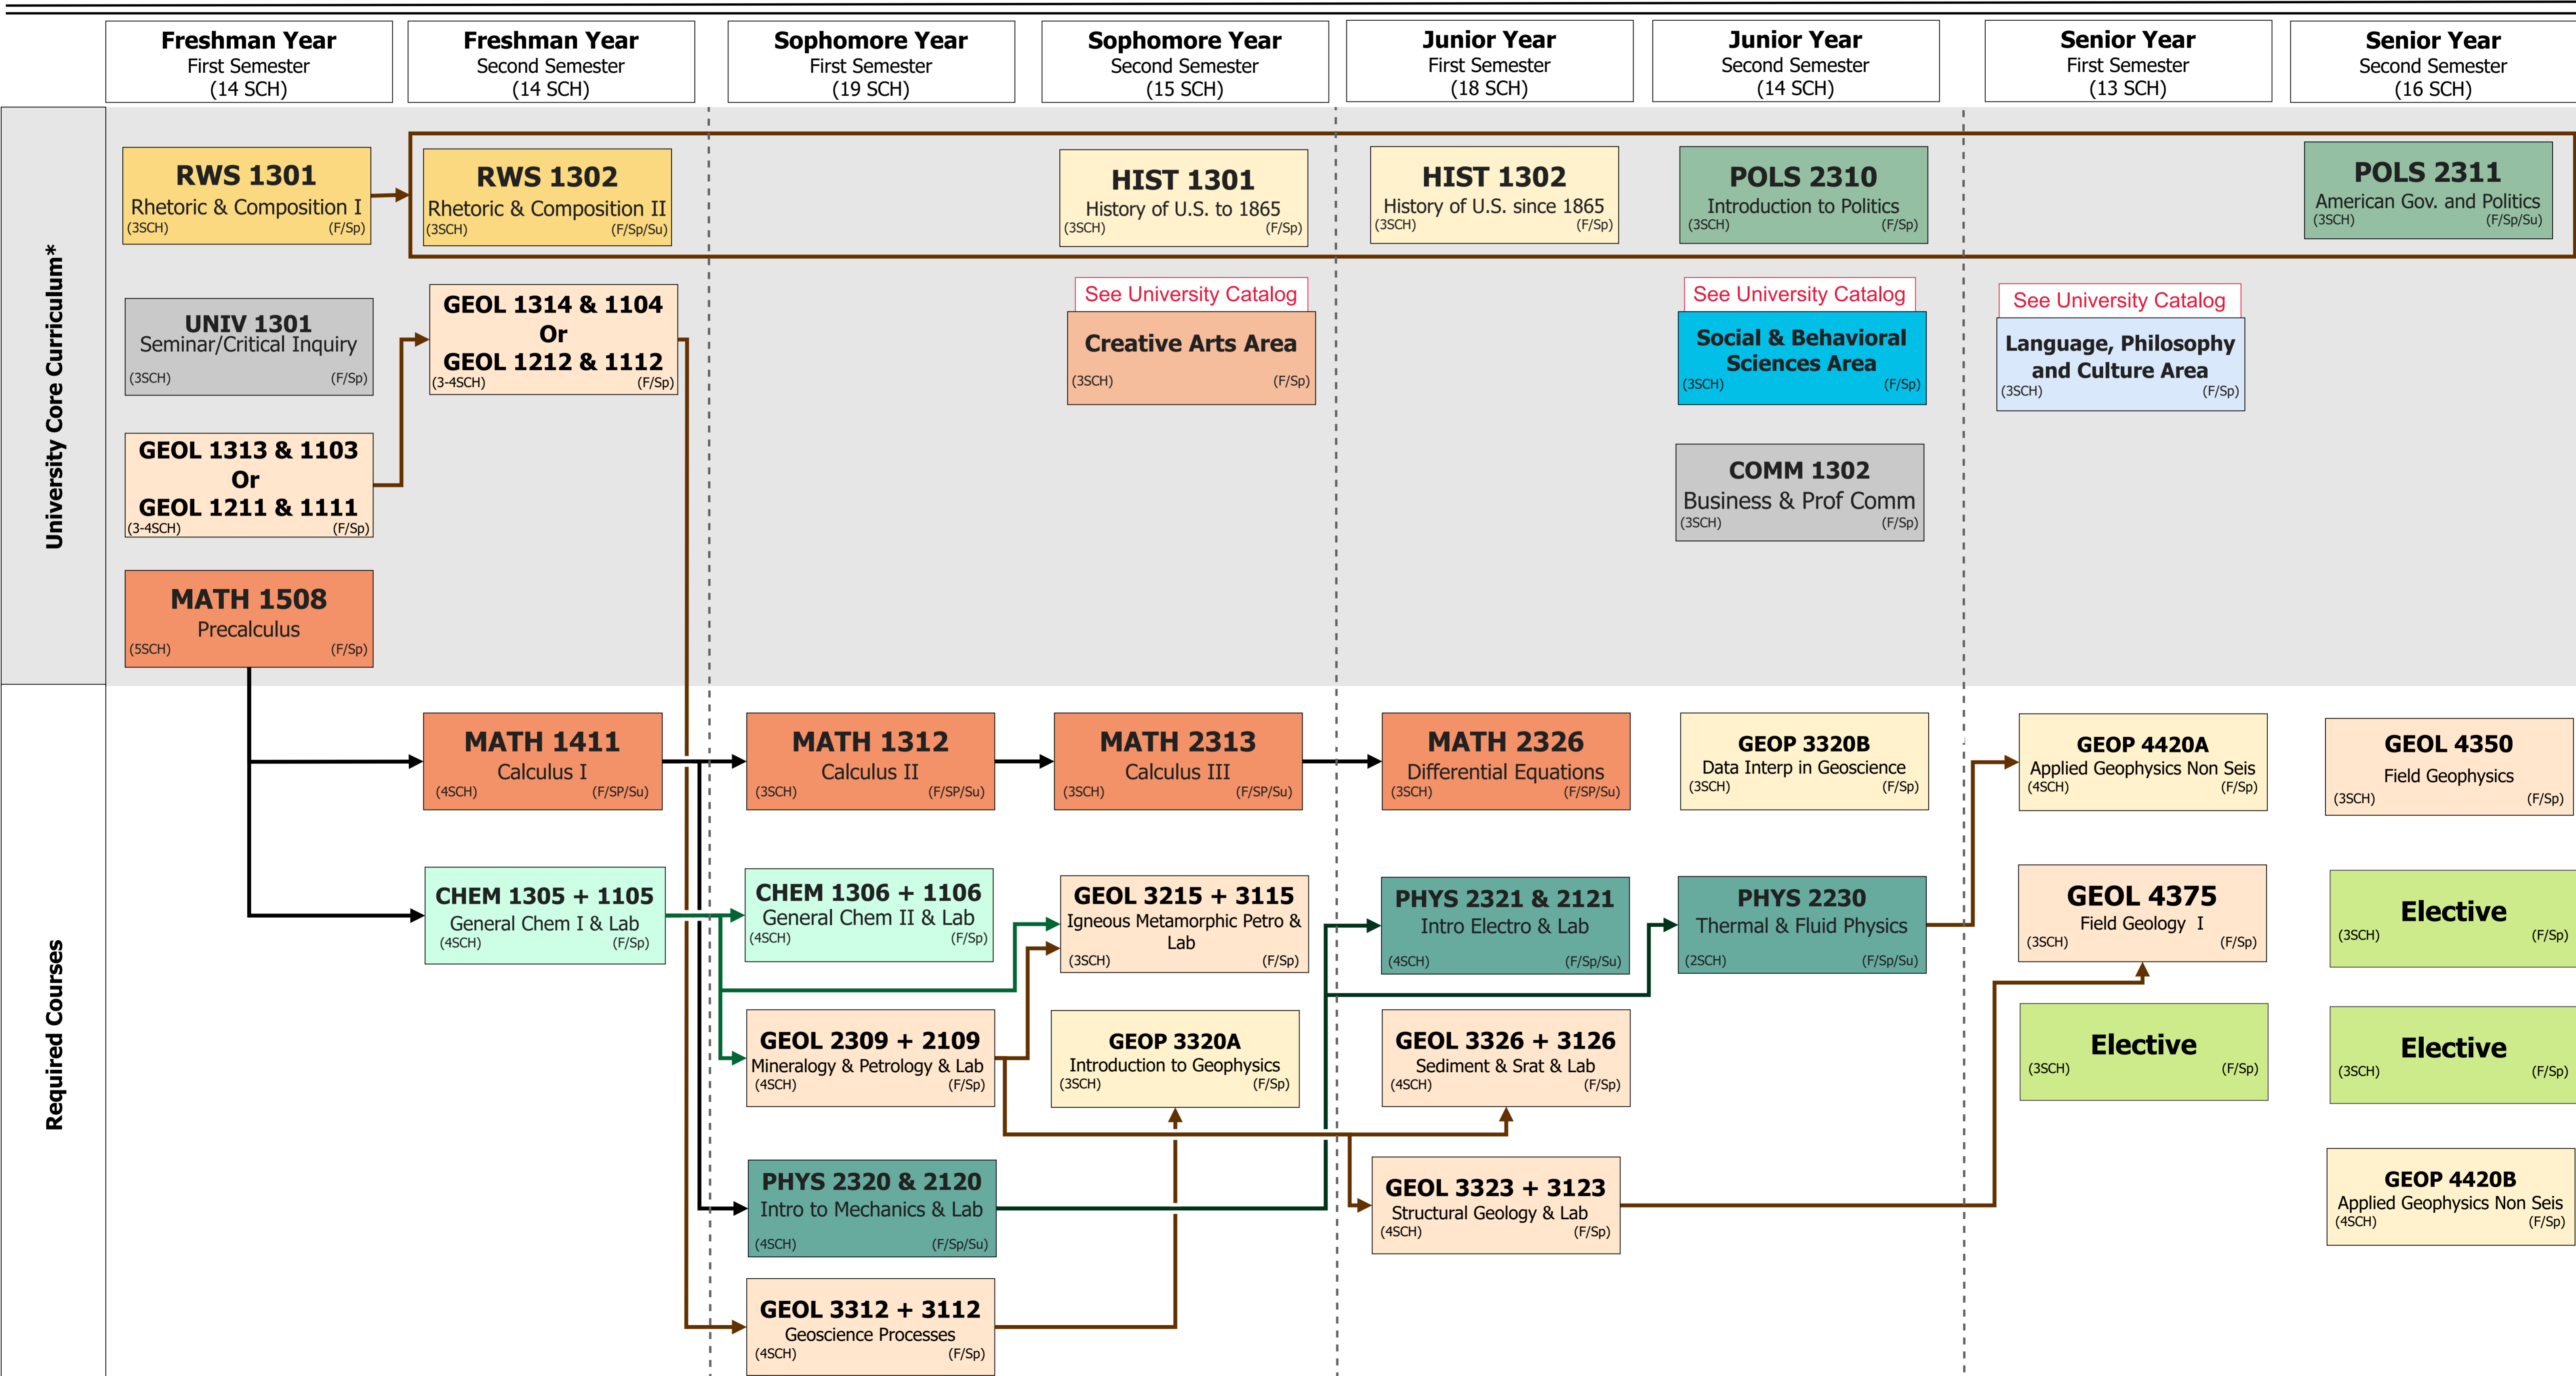 Freshman Year
First Semester
(14 SCH)
Freshman Year
Second Semester
(14 SCH)
Sophomore Year
First Semester
(19 SCH)
Sophomore Year
Second Semester
(15 SCH)
Junior Year
First Semester
(18 SCH)
Junior Year
Second Semester
(14 SCH)
Senior Year
First Semester
(13 SCH)
Senior Year
Second Semester
(16 SCH)
University Core Curriculum*
RWS 1301
Rhetoric & Composition I
(3SCH) (F/Sp)
RWS 1302
Rhetoric & Composition II
(3SCH) (F/Sp/Su)
HIST 1301
History of U.S. to 1865
(3SCH) (F/Sp)
HIST 1302
History of U.S. since 1865
(3SCH) (F/Sp)
POLS 2310
Introduction to Politics
(3SCH) (F/Sp)
POLS 2311
American Gov. and Politics
(3SCH) (F/Sp/Su)
UNIV 1301
Seminar/Critical Inquiry
(3SCH) (F/Sp)
GEOL 1314 & 1104
Or
GEOL 1212 & 1112
(3-4SCH) (F/Sp)
See University Catalog
Creative Arts Area
(3SCH) (F/Sp)
See University Catalog
Social & Behavioral
Sciences Area
(3SCH) (F/Sp)
See University Catalog
Language, Philosophy
and Culture Area
(3SCH) (F/Sp)
GEOL 1313 & 1103
Or
GEOL 1211 & 1111
(3-4SCH) (F/Sp)
COMM 1302
Business & Prof Comm
(3SCH) (F/Sp)
MATH 1508
Precalculus
(5SCH) (F/Sp)
Required Courses
MATH 1411
Calculus I
(4SCH) (F/SP/Su)
MATH 1312
Calculus II
(3SCH) (F/SP/Su)
MATH 2313
Calculus III
(3SCH) (F/SP/Su)
MATH 2326
Differential Equations
(3SCH) (F/SP/Su)
GEOP 3320B
Data Interp in Geoscience
(3SCH) (F/Sp)
GEOP 4420A
Applied Geophysics Non Seis
(4SCH) (F/Sp)
GEOL 4350
Field Geophysics
(3SCH) (F/Sp)
CHEM 1305 + 1105
General Chem I & Lab
(4SCH) (F/Sp)
CHEM 1306 + 1106
General Chem II & Lab
(4SCH) (F/Sp)
GEOL 3215 + 3115
Igneous Metamorphic Petro &
Lab
(3SCH) (F/Sp)
PHYS 2321 & 2121
Intro Electro & Lab
(4SCH) (F/Sp/Su)
PHYS 2230
Thermal & Fluid Physics
(2SCH) (F/Sp/Su)
GEOL 4375
Field Geology I
(3SCH) (F/Sp)
Elective
(3SCH) (F/Sp)
GEOL 2309 + 2109
Mineralogy & Petrology & Lab
(4SCH) (F/Sp)
GEOP 3320A
Introduction to Geophysics
(3SCH) (F/Sp)
GEOL 3326 + 3126
Sediment & Srat & Lab
(4SCH) (F/Sp)
Elective
(3SCH) (F/Sp)
Elective
(3SCH) (F/Sp)
PHYS 2320 & 2120
Intro to Mechanics & Lab
(4SCH) (F/Sp/Su)
GEOL 3323 + 3123
Structural Geology & Lab
(4SCH) (F/Sp)
GEOP 4420B
Applied Geophysics Non Seis
(4SCH) (F/Sp)
GEOL 3312 + 3112
Geoscience Processes
(4SCH) (F/Sp)